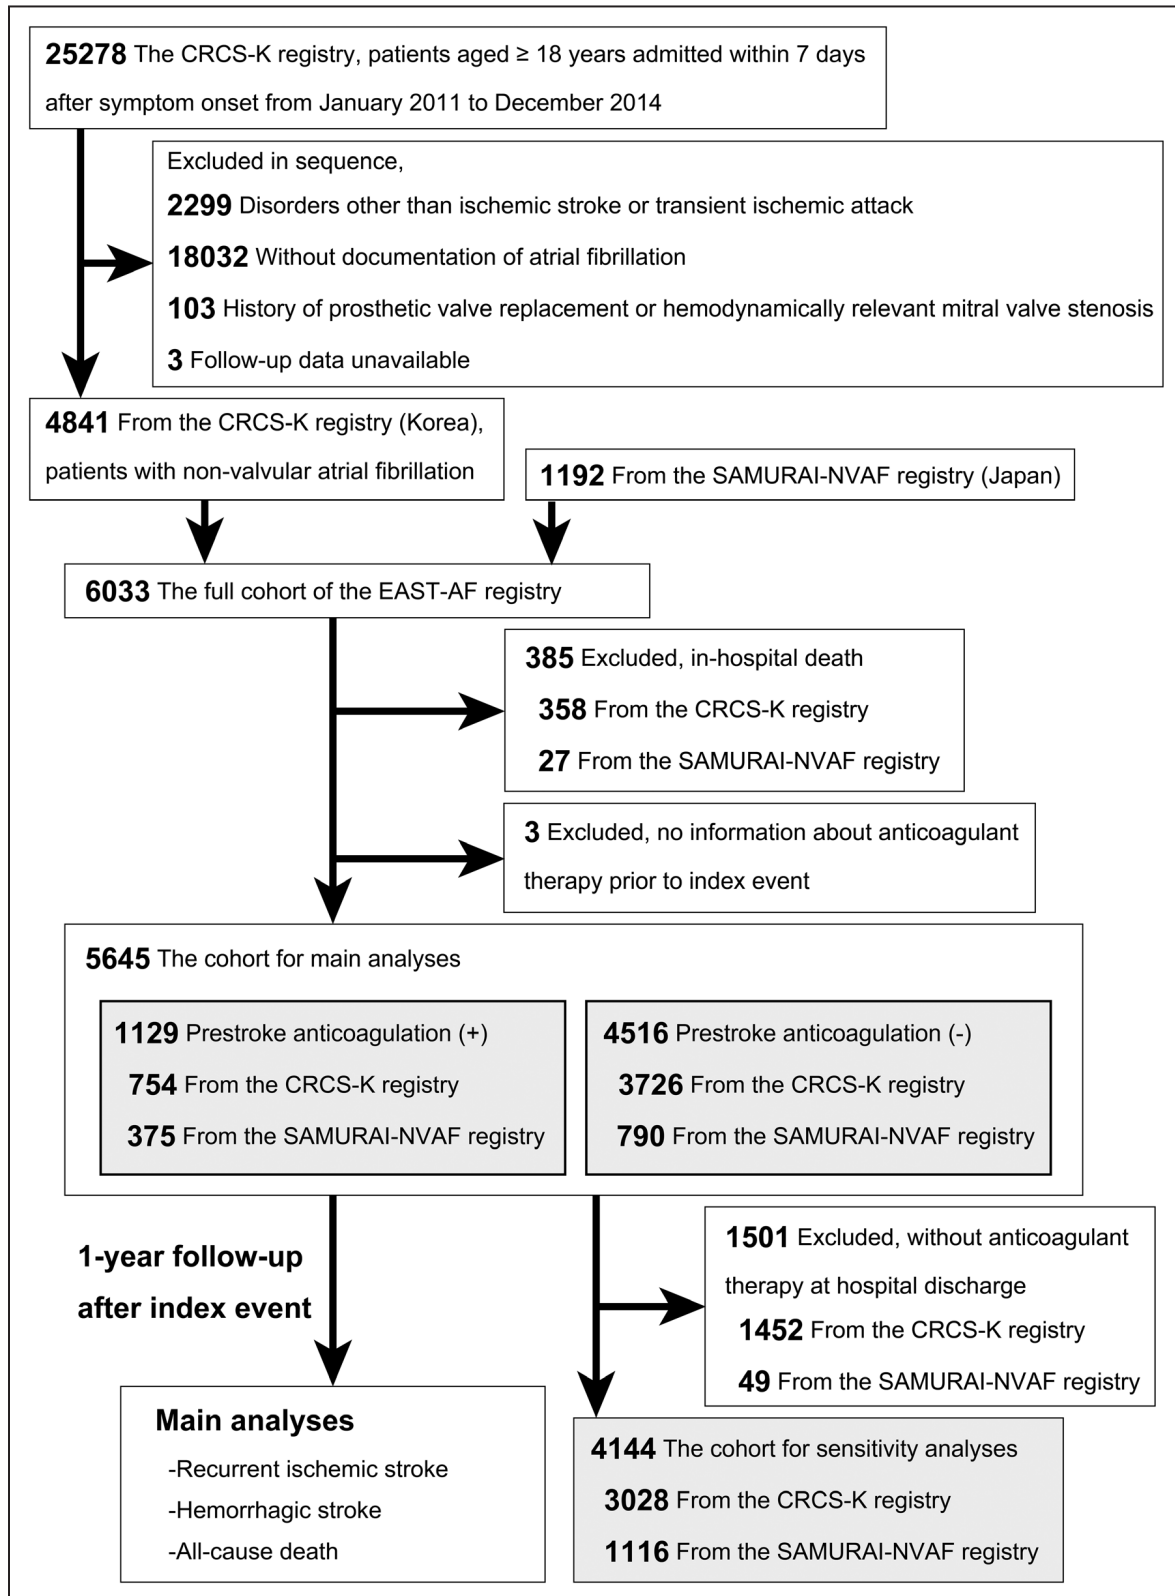 25278 The CRCS-K registry, patients aged ≥ 18 years admitted within 7 days
after symptom onset from January 2011 to December 2014
Excluded in sequence,
2299 Disorders other than ischemic stroke or transient ischemic attack
18032 Without documentation of atrial fibrillation
103 History of prosthetic valve replacement or hemodynamically relevant mitral valve stenosis
3 Follow-up data unavailable
4841 From the CRCS-K registry (Korea),
patients with non-valvular atrial fibrillation
1192 From the SAMURAI-NVAF registry (Japan)
6033 The full cohort of the EAST-AF registry
385 Excluded, in-hospital death
358 From the CRCS-K registry
27 From the SAMURAI-NVAF registry
3 Excluded, no information about anticoagulant
therapy prior to index event
5645 The cohort for main analyses
1129 Prestroke anticoagulation (+)
754 From the CRCS-K registry
375 From the SAMURAI-NVAF registry
4516 Prestroke anticoagulation (-)
3726 From the CRCS-K registry
790 From the SAMURAI-NVAF registry
1-year follow-up
after index event
1501 Excluded, without anticoagulant
therapy at hospital discharge
1452 From the CRCS-K registry
49 From the SAMURAI-NVAF registry
Main analyses
-Recurrent ischemic stroke
-Hemorrhagic stroke
-All-cause death
4144 The cohort for sensitivity analyses
3028 From the CRCS-K registry
1116 From the SAMURAI-NVAF registry